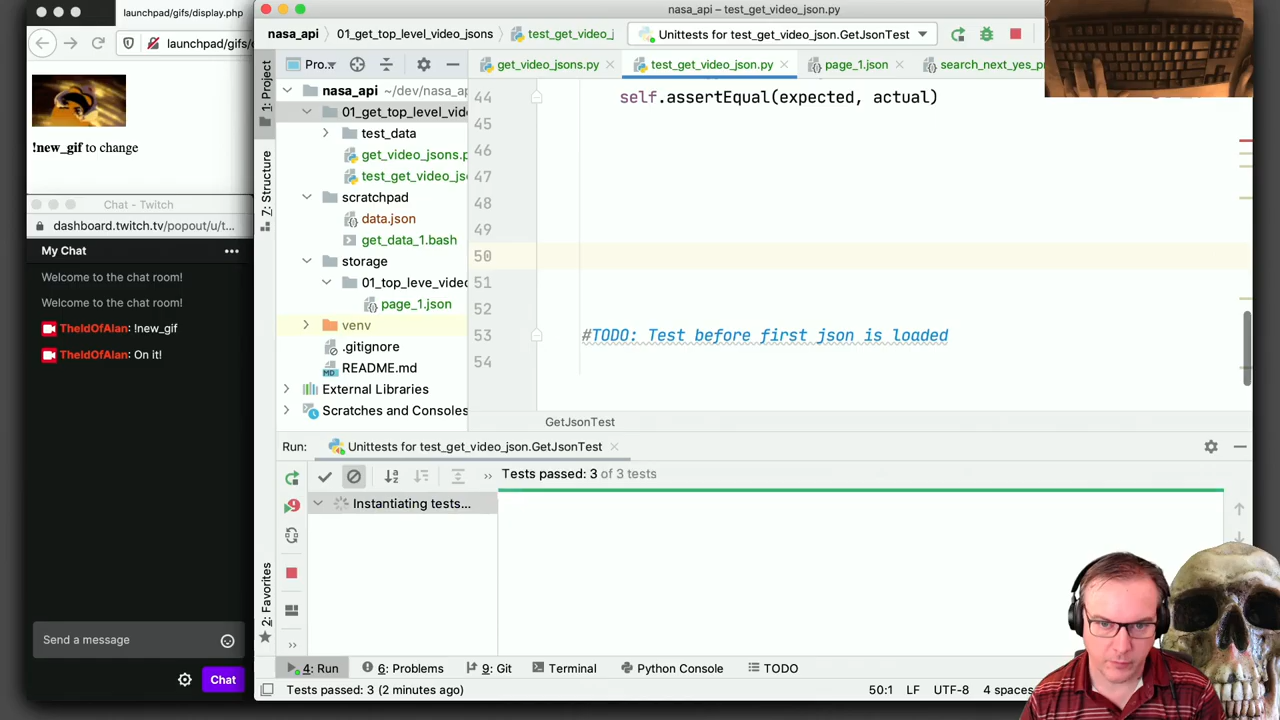 launchpad/gifs/display.php
launchpad/gifs/
!new_gif to change
Chat - Twitch
dashboard.twitch.tv/popout/u/t...
My Chat
Welcome to the chat room!
Welcome to the chat room!
TheIdOfAlan: !new_gif
TheIdOfAlan: On it!
Send a message
Chat
nasa_api – test_get_video_json.py
nasa_api
01_get_top_level_video_jsons
test_get_video_j
Unittests for test_get_video_json.GetJsonTest
1: Project
7: Structure
2: Favorites
Pro...
get_video_jsons.py
test_get_video_json.py
page_1.json
search_next_yes_pr
nasa_api ~/dev/nasa_ap
01_get_top_level_vid
test_data
get_video_jsons.p
test_get_video_jso
scratchpad
data.json
get_data_1.bash
storage
01_top_leve_video
page_1.json
venv
.gitignore
README.md
External Libraries
Scratches and Consoles
44 self.assertEqual(expected, actual)
45
46
47
48
49
50
51
52
53 #TODO: Test before first json is loaded
54
GetJsonTest
Run: Unittests for test_get_video_json.GetJsonTest
Tests passed: 3 of 3 tests
Instantiating tests...
4: Run
6: Problems
9: Git
Terminal
Python Console
TODO
Tests passed: 3 (2 minutes ago)
50:1
LF
UTF-8
4 spaces